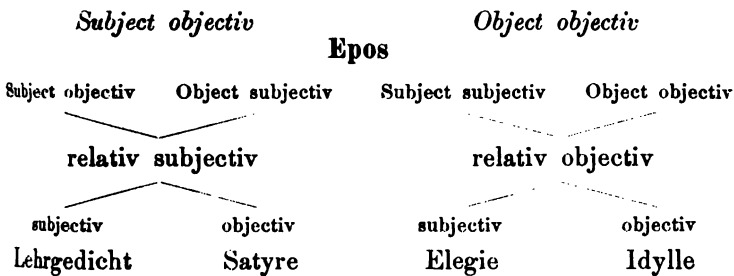 Subject objectiv Object objectiv
Epos
Subject objectiv Object subjectiv Subject subjectiv Object objectiv
relativ subjectiv relativ objectiv
subjectiv objectiv subjectiv objectiv
Lehrgedicht Satyre Elegie Idylle